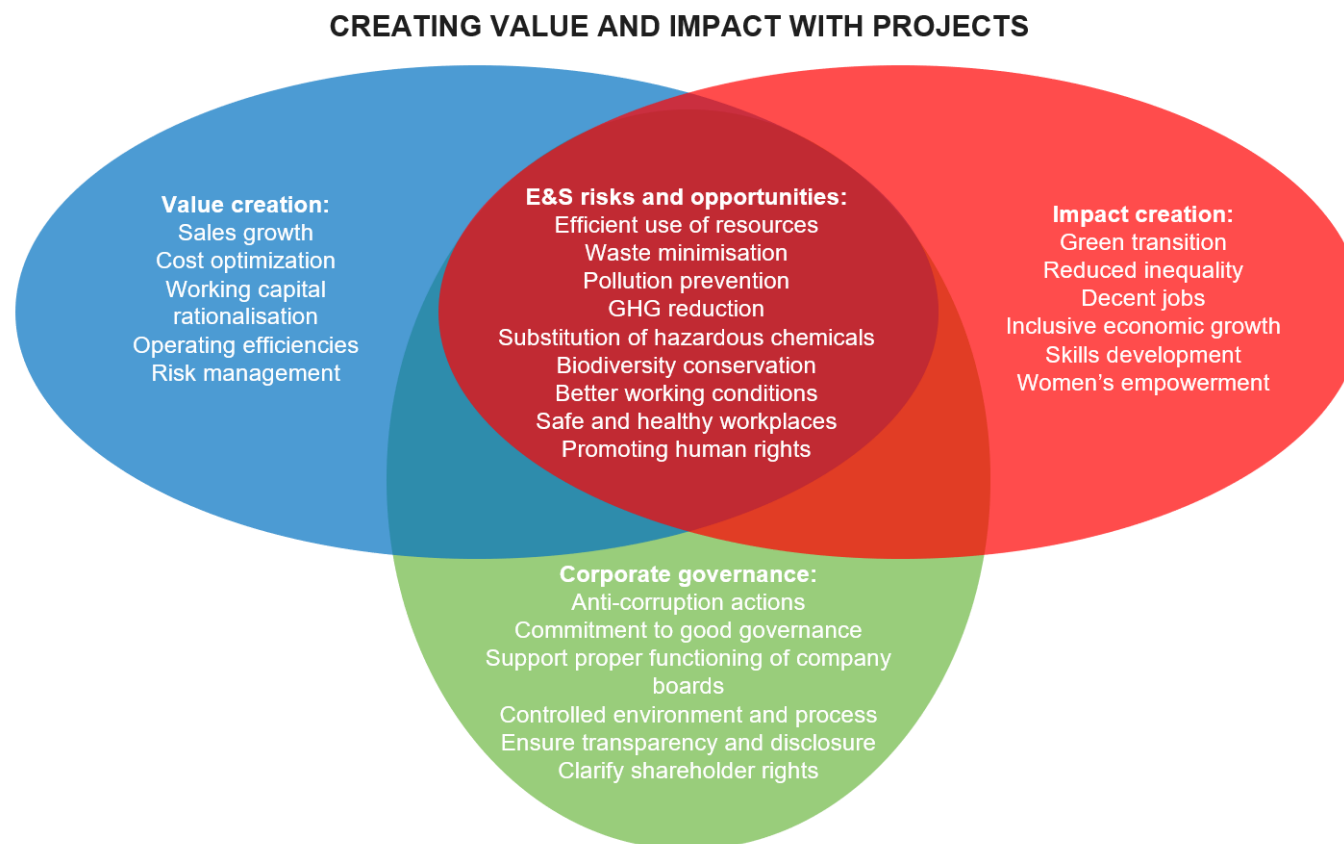 CREATING VALUE AND IMPACT WITH PROJECTS
Value creation:
Sales growth
Cost optimization
Working capital
rationalisation
Operating efficiencies
Risk management
E&S risks and opportunities:
Efficient use of resources
Waste minimisation
Pollution prevention
GHG reduction
Substitution of hazardous chemicals
Biodiversity conservation
Better working conditions
Safe and healthy workplaces
Promoting human rights
Impact creation:
Green transition
Reduced inequality
Decent jobs
Inclusive economic growth
Skills development
Women’s empowerment
Corporate governance:
Anti-corruption actions
Commitment to good governance
Support proper functioning of company
boards
Controlled environment and process
Ensure transparency and disclosure
Clarify shareholder rights